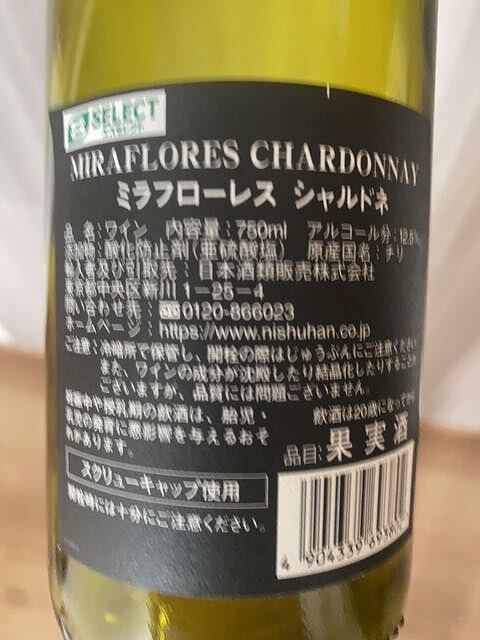 SELECT
MIRAFLORES CHARDONNAY
ミラフローレス シャルドネ
品 名：ワイン 内容量：750ml アルコール分：12.5%
添加物：酸化防止剤（亜硫酸塩） 原産国名：チリ
輸入者及び引取先：日本酒類販売株式会社
東京都中央区新川 1－25－4
問い合わせ先： 0120-866023
ホームページ：https://www.nishuhan.co.jp
ご注意：冷暗所で保管し、開栓の際はじゅうぶんにご注意ください
また、ワインの成分が沈殿したり結晶化したりすることが
ございますが、品質には問題ございません。
妊娠中や授乳期の飲酒は、胎児・
乳児の発育に悪影響を与えるおそ
れがあります。
飲酒は20歳になってから
品目：果実酒
スクリューキャップ使用
開栓時には十分にご注意ください。
4 904339